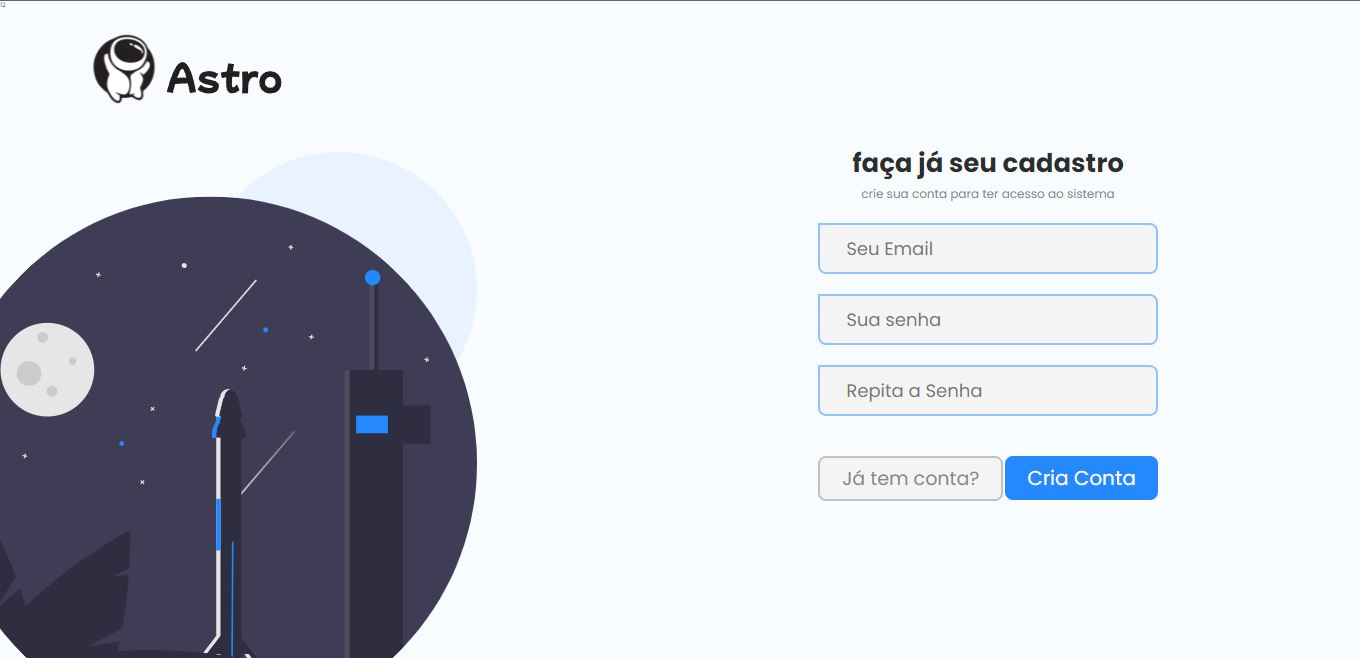 12
Astro
faça já seu cadastro
crie sua conta para ter acesso ao sistema
Seu Email
Sua senha
Repita a Senha
Já tem conta?
Cria Conta